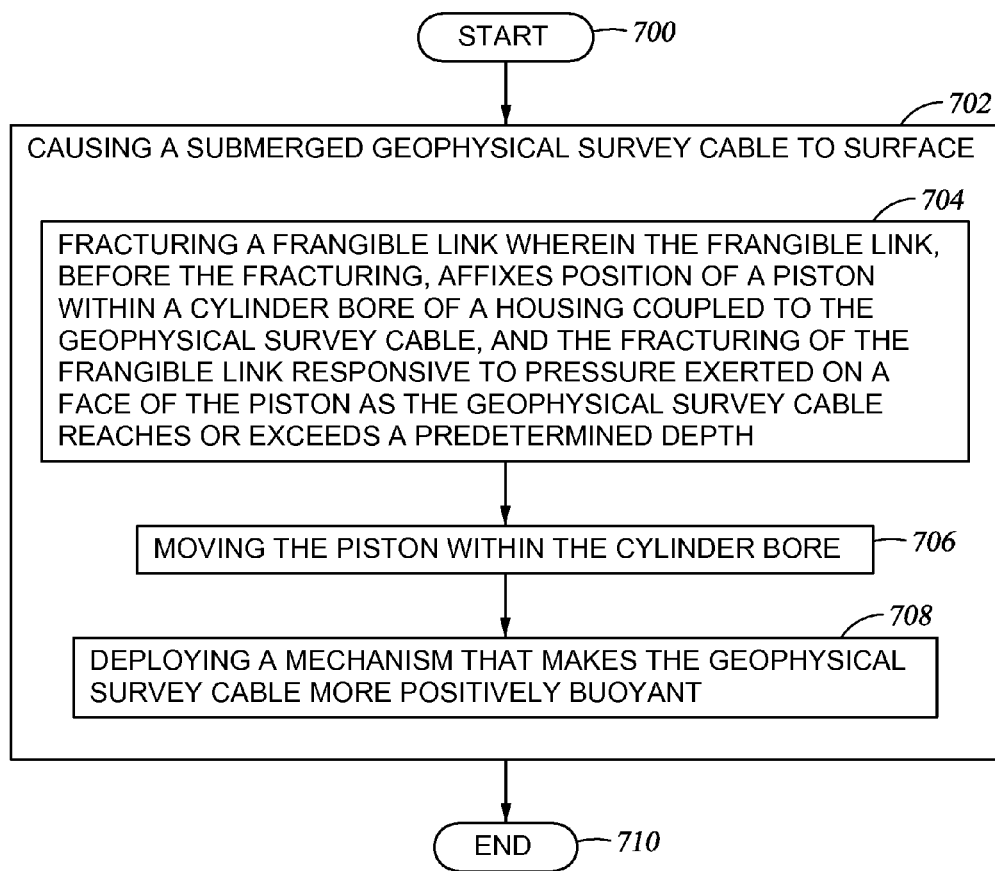 START
700
702
CAUSING A SUBMERGED GEOPHYSICAL SURVEY CABLE TO SURFACE
704
FRACTURING A FRANGIBLE LINK WHEREIN THE FRANGIBLE LINK,
BEFORE THE FRACTURING, AFFIXES POSITION OF A PISTON
WITHIN A CYLINDER BORE OF A HOUSING COUPLED TO THE
GEOPHYSICAL SURVEY CABLE, AND THE FRACTURING OF THE
FRANGIBLE LINK RESPONSIVE TO PRESSURE EXERTED ON A
FACE OF THE PISTON AS THE GEOPHYSICAL SURVEY CABLE
REACHES OR EXCEEDS A PREDETERMINED DEPTH
MOVING THE PISTON WITHIN THE CYLINDER BORE
706
708
DEPLOYING A MECHANISM THAT MAKES THE GEOPHYSICAL
SURVEY CABLE MORE POSITIVELY BUOYANT
END
710